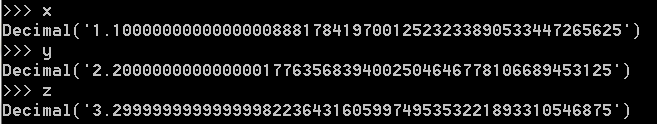 >>> x
Decimal('1.100000000000000088817841970012523233890533447265625')
>>> y
Decimal('2.20000000000000017763568394002504646778106689453125')
>>> z
Decimal('3.29999999999999982236431605997495353221893310546875')